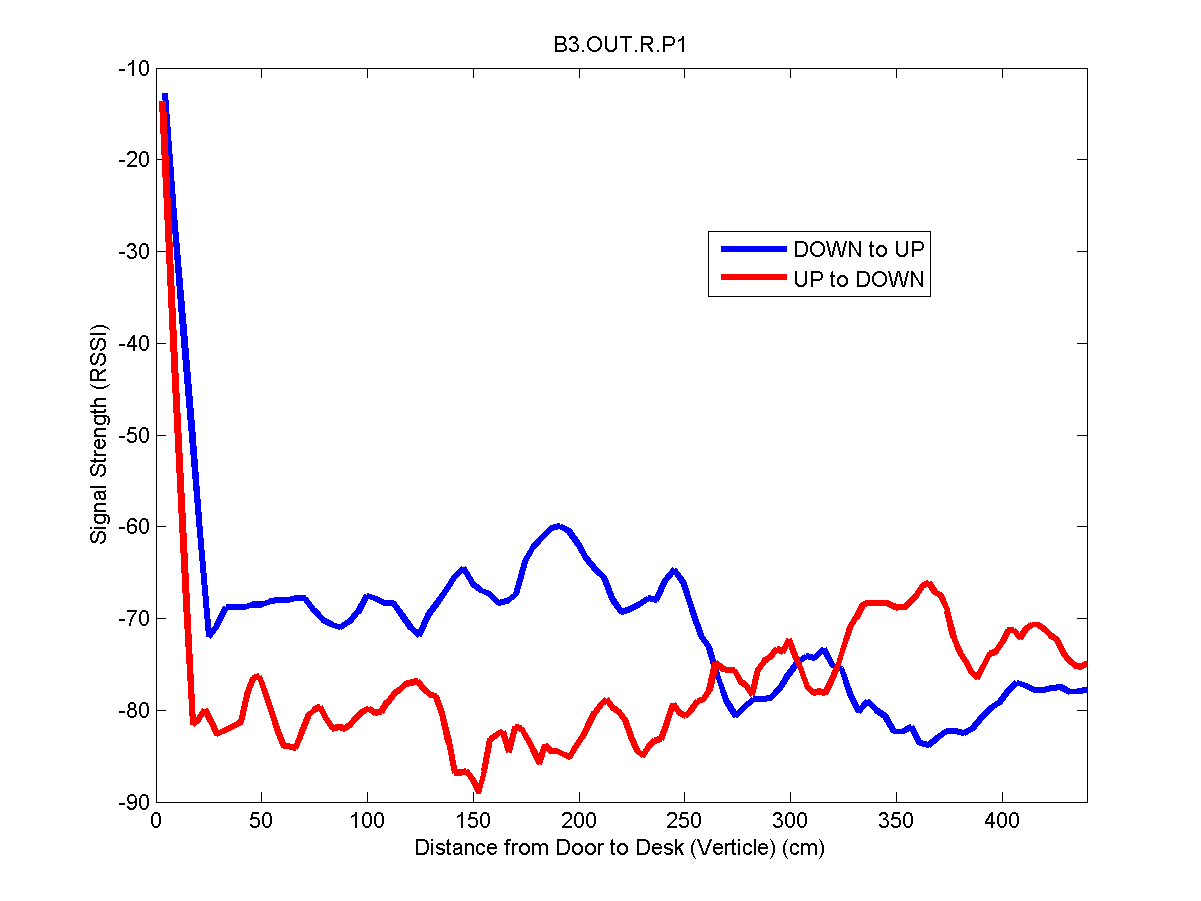 B3.OUT.R.P1
-10
-20
-30
-40
-50
-60
-70
-80
-90
Signal Strength (RSSI)
DOWN to UP
UP to DOWN
0 50 100 150 200 250 300 350 400
Distance from Door to Desk (Verticle) (cm)